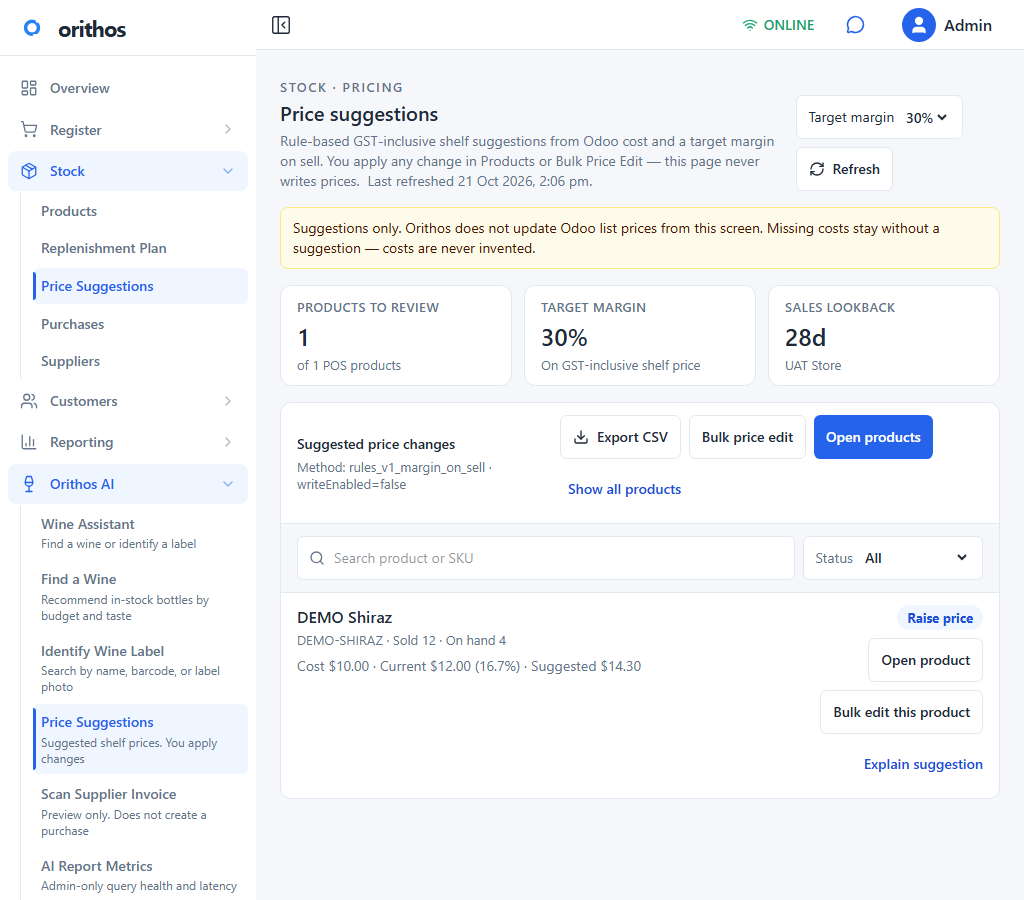 orithos
ONLINE
Admin
Overview
Register
Stock
Products
Replenishment Plan
Price Suggestions
Purchases
Suppliers
Customers
Reporting
Orithos AI
Wine Assistant
Find a wine or identify a label
Find a Wine
Recommend in-stock bottles by
budget and taste
Identify Wine Label
Search by name, barcode, or label
photo
Price Suggestions
Suggested shelf prices. You apply
changes
Scan Supplier Invoice
Preview only. Does not create a
purchase
AI Report Metrics
Admin-only query health and latency
STOCK · PRICING
Price suggestions
Rule-based GST-inclusive shelf suggestions from Odoo cost and a target margin
on sell. You apply any change in Products or Bulk Price Edit — this page never
writes prices. Last refreshed 21 Oct 2026, 2:06 pm.
Target margin 30%
Refresh
Suggestions only. Orithos does not update Odoo list prices from this screen. Missing costs stay without a
suggestion — costs are never invented.
PRODUCTS TO REVIEW
1
of 1 POS products
TARGET MARGIN
30%
On GST-inclusive shelf price
SALES LOOKBACK
28d
UAT Store
Suggested price changes
Method: rules_v1_margin_on_sell ·
writeEnabled=false
Export CSV
Bulk price edit
Open products
Show all products
Search product or SKU
Status All
DEMO Shiraz
DEMO-SHIRAZ · Sold 12 · On hand 4
Cost $10.00 · Current $12.00 (16.7%) · Suggested $14.30
Raise price
Open product
Bulk edit this product
Explain suggestion